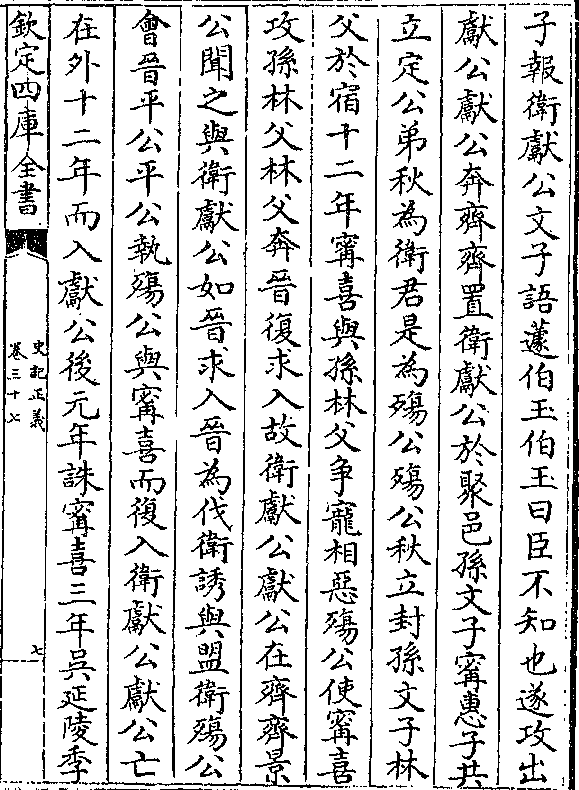 子報衛獻公文子語蘧伯玉伯玉曰臣不知也遂攻出
獻公獻公奔齊齊置衛獻公於聚邑孫文子甯惠子共
立定公弟秋為衛君是為殤公殤公秋立封孫文子林
父於宿十二年甯喜與孫林父争寵相惡殤公使甯喜
攻孫林父林父奔晉復求入故衛獻公獻公在齊齊景
公聞之與衛獻公如晉求入晉為伐衛誘與盟衛殤公
會晉平公平公執殤公與甯喜而復入衛獻公獻公亡
在外十二年而入獻公後元年誅甯喜三年吳延陵季
欽定四庫全書
史記正義
卷三十七
七